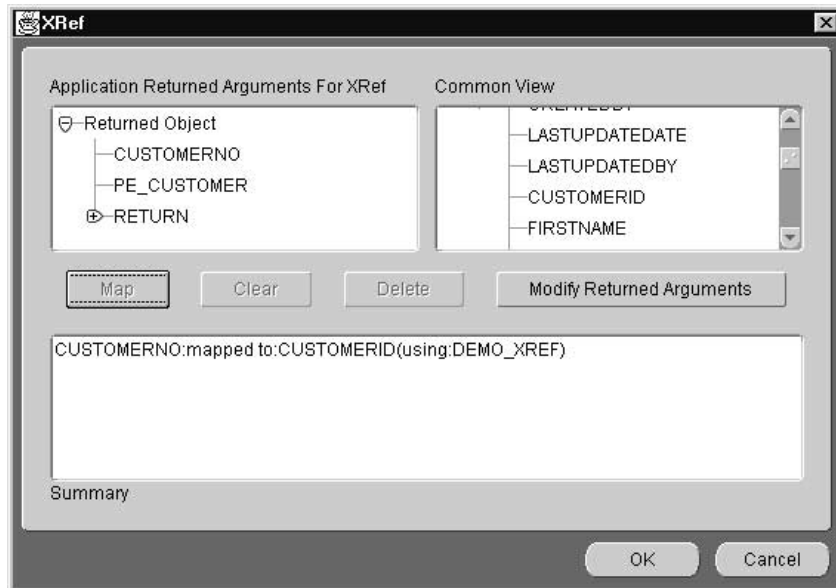 XRef
Application Returned Arguments For XRef
Common View
Returned Object
CUSTOMERNO
PE_CUSTOMER
RETURN
LASTUPDATEDATE
LASTUPDATEDBY
CUSTOMERID
FIRSTNAME
Map
Clear
Delete
Modify Returned Arguments
CUSTOMERNO:mapped to:CUSTOMERID(using:DEMO_XREF)
Summary
OK
Cancel